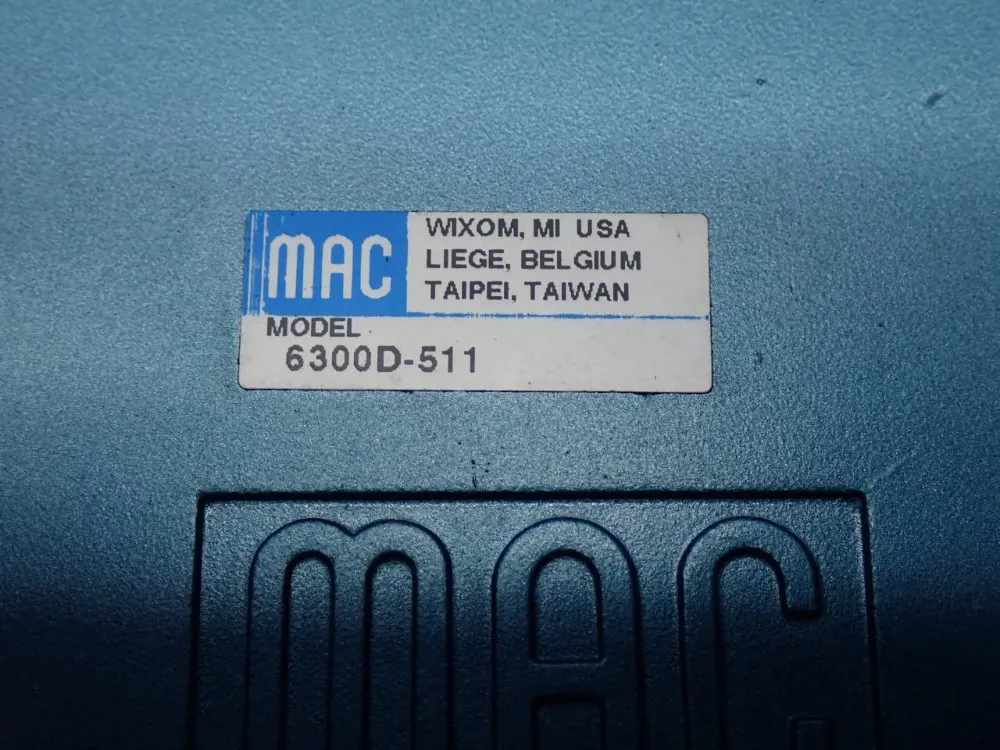 MAC
WIXOM, MI USA
LIEGE, BELGIUM
TAIPEI, TAIWAN
MODEL
6300D-511
MAC